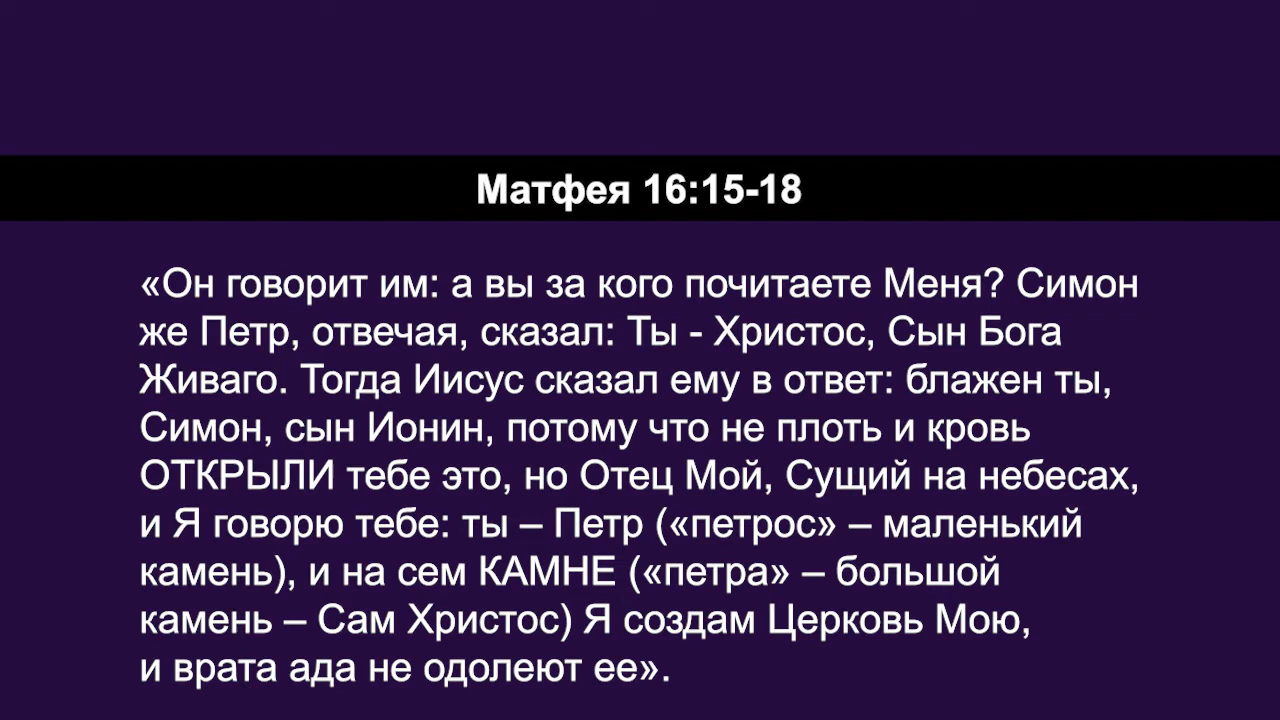 Матфея 16:15-18
«Он говорит им: а вы за кого почитаете Меня? Симон
же Петр, отвечая, сказал: Ты - Христос, Сын Бога
Живаго. Тогда Иисус сказал ему в ответ: блажен ты,
Симон, сын Ионин, потому что не плоть и кровь
ОТКРЫЛИ тебе это, но Отец Мой, Сущий на небесах,
и Я говорю тебе: ты – Петр («петрос» – маленький
камень), и на сем КАМНЕ («петра» – большой
камень – Сам Христос) Я создам Церковь Мою,
и врата ада не одолеют ее».